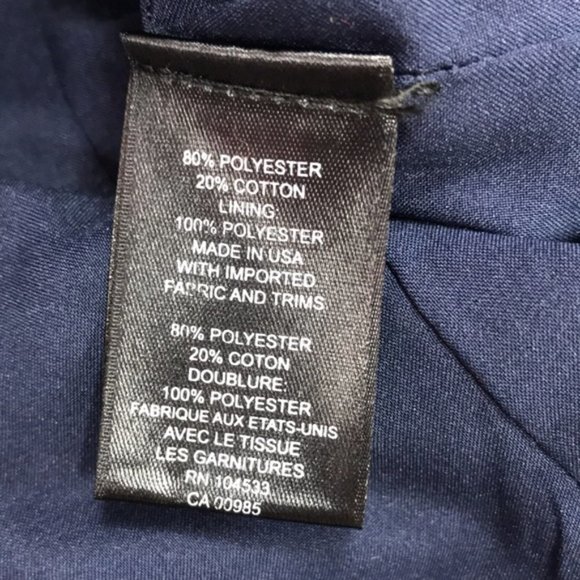 80% POLYESTER
20% COTTON
LINING:
100% POLYESTER
MADE IN USA
WITH IMPORTED
FABRIC AND TRIMS
80% POLYESTER
20% COTON
DOUBLURE:
100% POLYESTER
FABRIQUE AUX ETATS-UNIS
AVEC LE TISSUE
LES GARNITURES
RN 104533
CA 00985